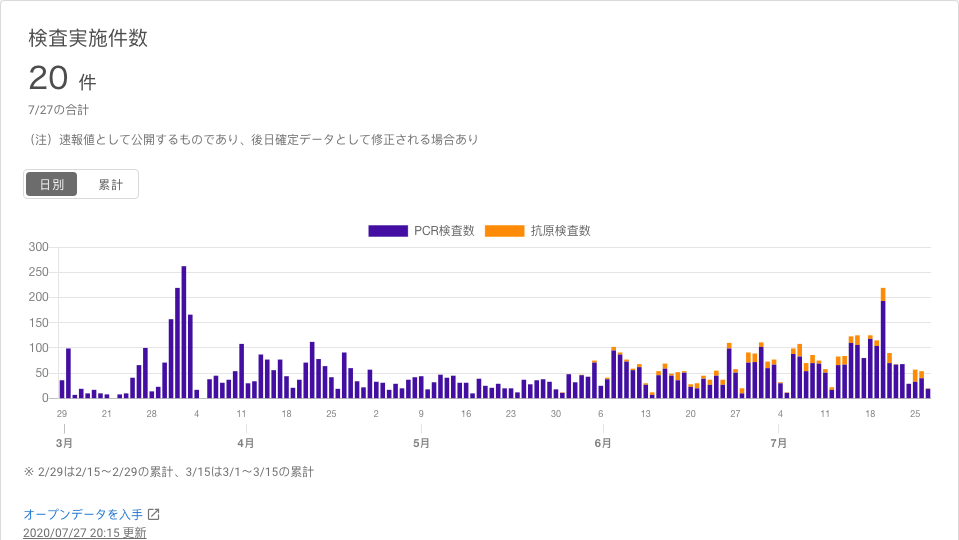 検査実施件数
20 件
7/27の合計
（注）速報値として公開するものであり、後日確定データとして修正される場合あり
日別 累計
PCR検査数 抗原検査数
300
250
200
150
100
50
0
29 21 28 4 11 18 25 2 9 16 23 30 6 13 20 27 4 11 18 25
3月 4月 5月 6月 7月
※ 2/29は2/15～2/29の累計、3/15は3/1～3/15の累計
オープンデータを入手
2020/07/27 20:15 更新